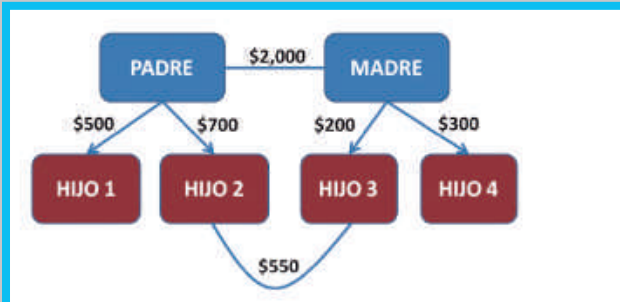 $2,000
PADRE
MADRE
$500
$700
$200
$300
HIJO 1
HIJO 2
HIJO 3
HIJO 4
$550